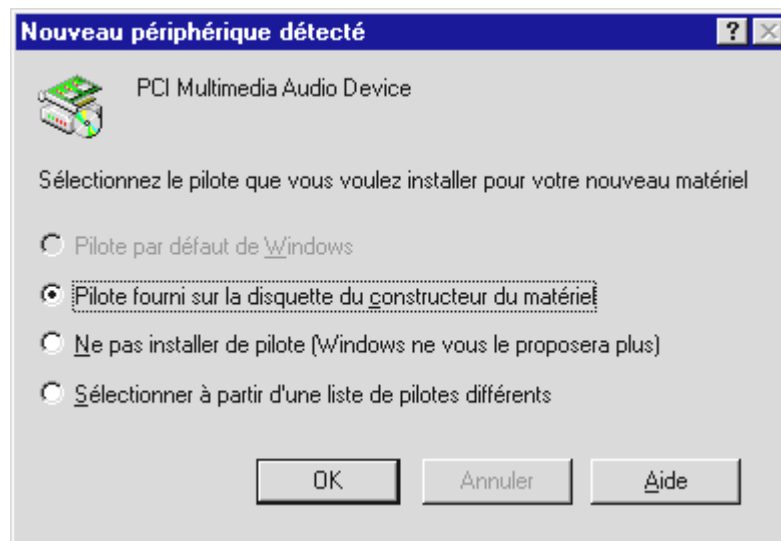 Nouveau périphérique détecté
PCI Multimedia Audio Device
Sélectionnez le pilote que vous voulez installer pour votre nouveau matériel
Pilote par défaut de Windows
Pilote fourni sur la disquette du constructeur du matériel
Ne pas installer de pilote (Windows ne vous le proposera plus)
Sélectionner à partir d'une liste de pilotes différents
OK Annuler Aide